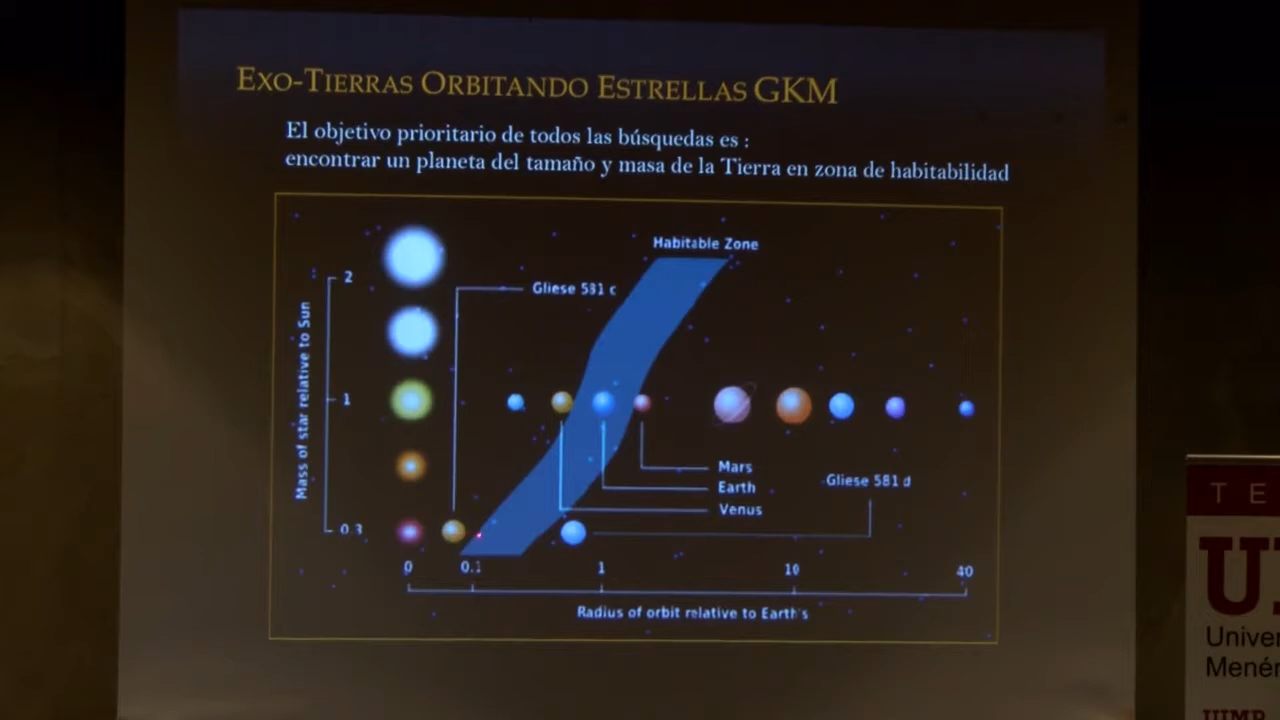 EXO-TIERRAS ORBITANDO ESTRELLAS GKM
El objetivo prioritario de todos las búsquedas es :
encontrar un planeta del tamaño y masa de la Tierra en zona de habitabilidad
Habitable Zone
2
Gliese 581 c
Mass of star relative to Sun
1
Mars
Earth
Gliese 581 d
Venus
0.3
0
0.1
1
10
40
Radius of orbit relative to Earth's
TE
Univer
Menén
UIMP